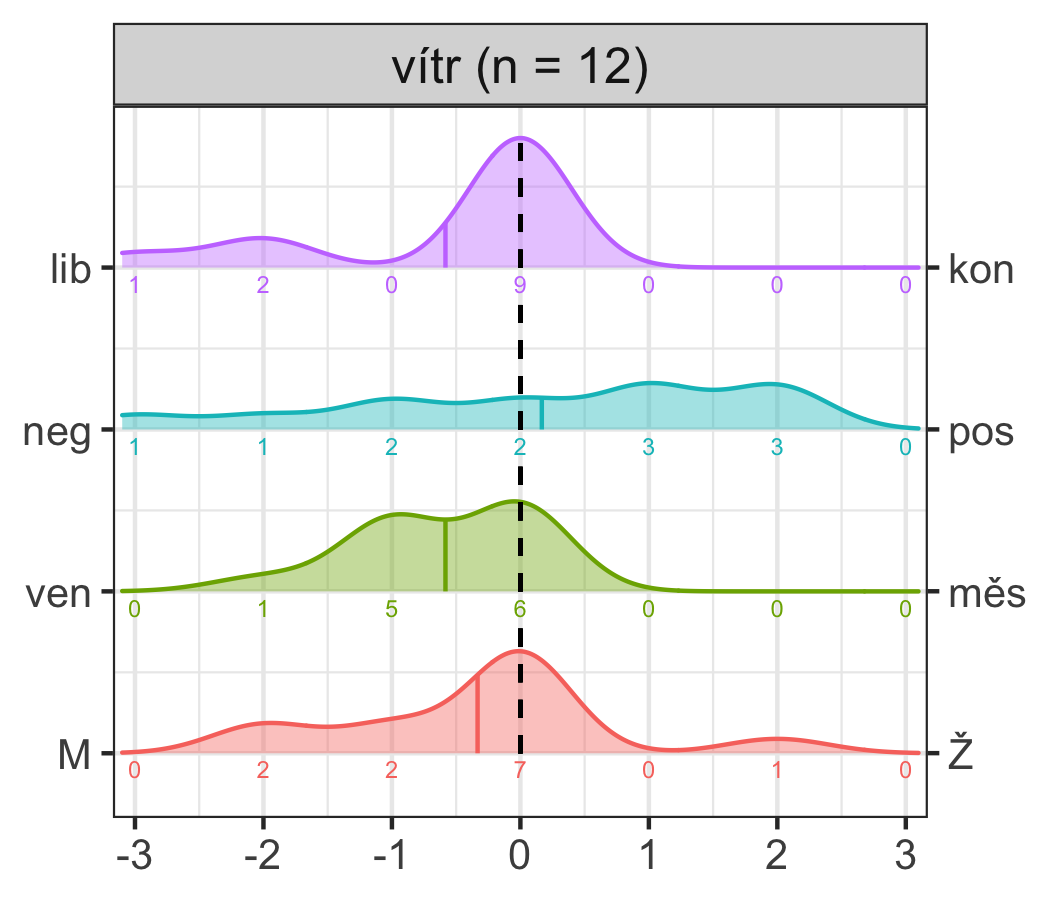 vítr (n = 12)
lib kon
1 2 0 9 0 0 0
neg pos
1 1 2 2 3 3 0
ven měs
0 1 5 6 0 0 0
M Ž
0 2 2 7 0 1 0
-3 -2 -1 0 1 2 3